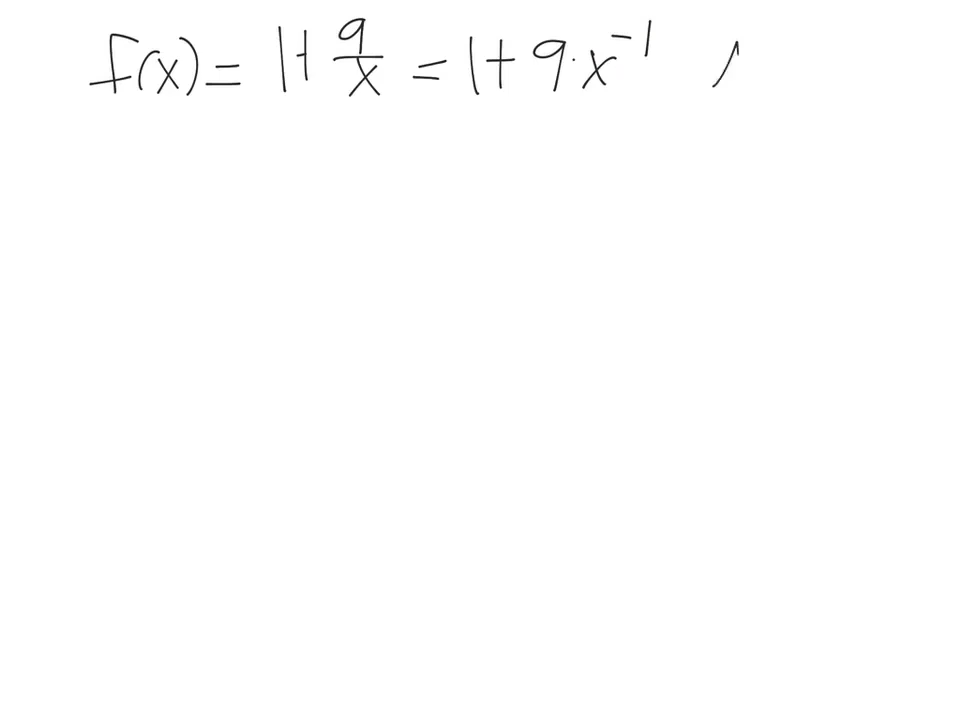 f(x) = 1 + 9/x = 1 + 9·x⁻¹